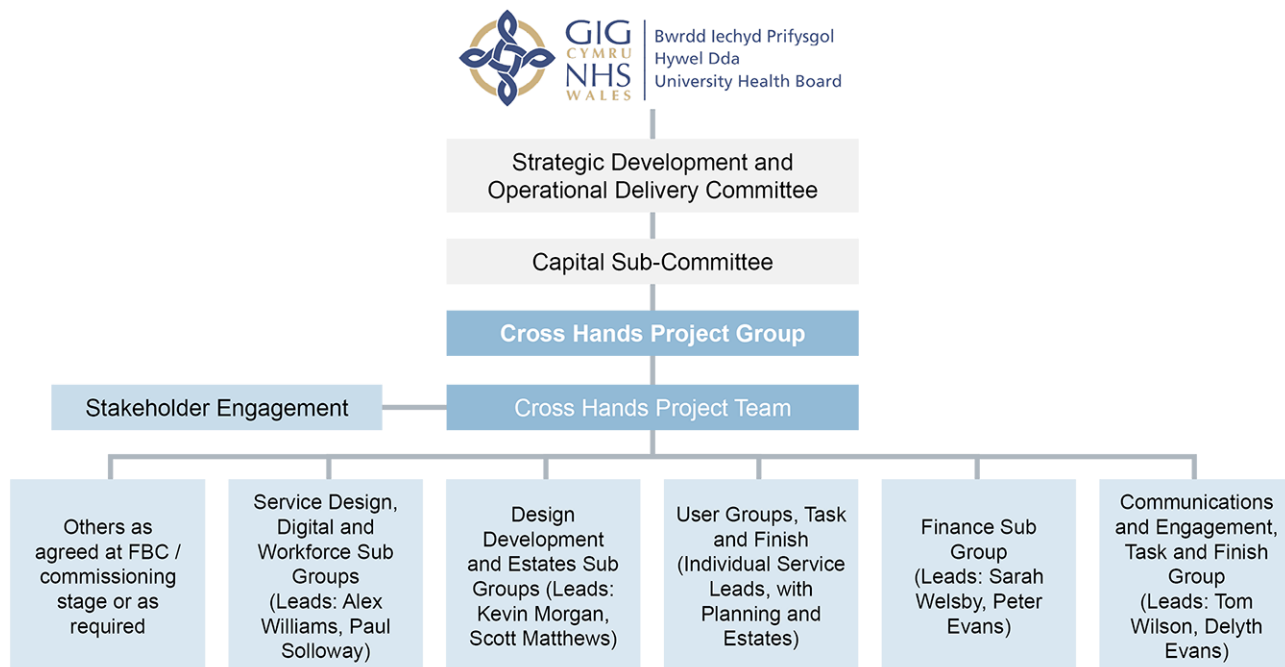 GIG
CYMRU
NHS
WALES
Bwrdd Iechyd Prifysgol
Hywel Dda
University Health Board
Strategic Development and
Operational Delivery Committee
Capital Sub-Committee
Cross Hands Project Group
Stakeholder Engagement
Cross Hands Project Team
Others as
agreed at FBC /
commissioning
stage or as
required
Service Design,
Digital and
Workforce Sub
Groups
(Leads: Alex
Williams, Paul
Solloway)
Design
Development
and Estates Sub
Groups (Leads:
Kevin Morgan,
Scott Matthews)
User Groups, Task
and Finish
(Individual Service
Leads, with
Planning and
Estates)
Finance Sub
Group
(Leads: Sarah
Welsby, Peter
Evans)
Communications
and Engagement,
Task and Finish
Group
(Leads: Tom
Wilson, Delyth
Evans)